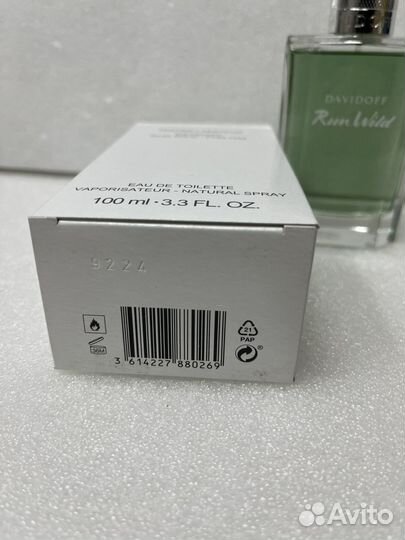 DAVIDOFF
Run Wild
EAU DE TOILETTE
VAPORISATEUR - NATURAL SPRAY
100 ml · 3.3 FL. OZ.
9224
21
PAP
36M
3 614227 880269
Avito